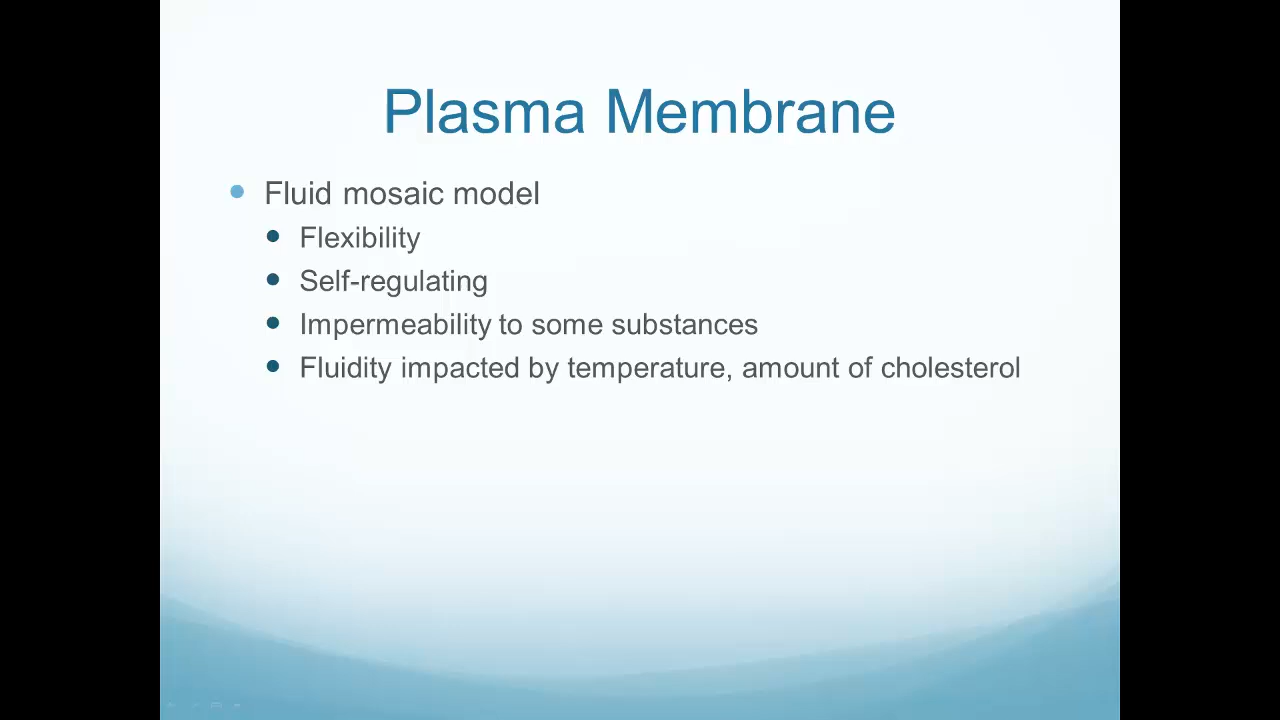 Plasma Membrane
Fluid mosaic model
Flexibility
Self-regulating
Impermeability to some substances
Fluidity impacted by temperature, amount of cholesterol